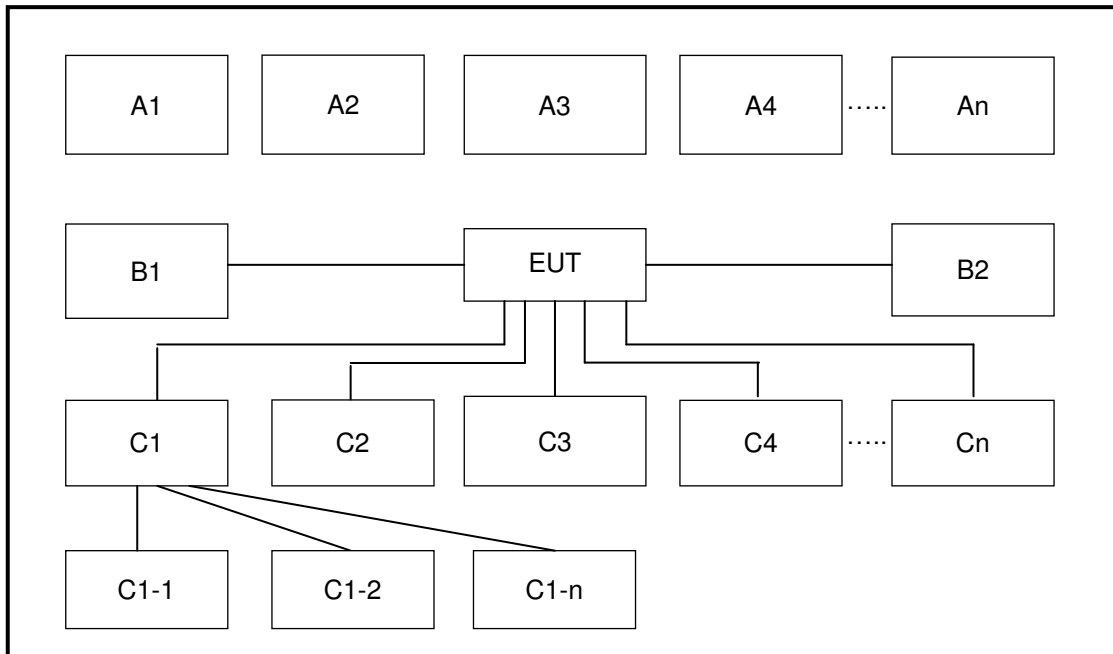 A1 A2 A3 A4 ..... An
B1 EUT B2
C1 C2 C3 C4 ..... Cn
C1-1 C1-2 C1-n